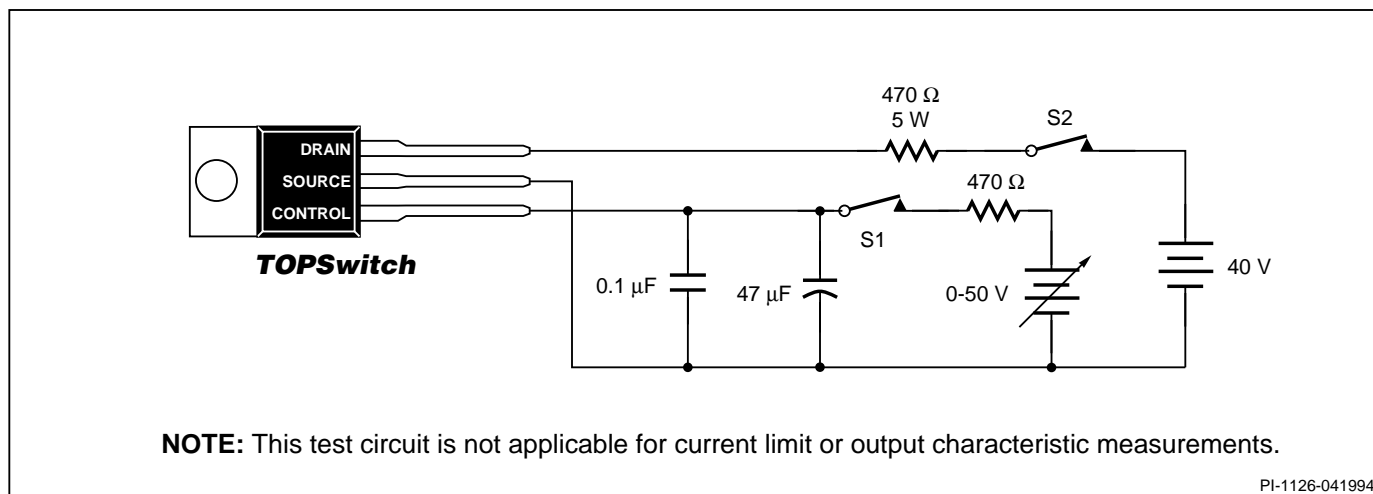 470 Ω
5 W
S2
DRAIN
SOURCE
CONTROL
TOPSwitch
470 Ω
S1
0.1 μF
47 μF
0-50 V
40 V
NOTE: This test circuit is not applicable for current limit or output characteristic measurements.
PI-1126-041994